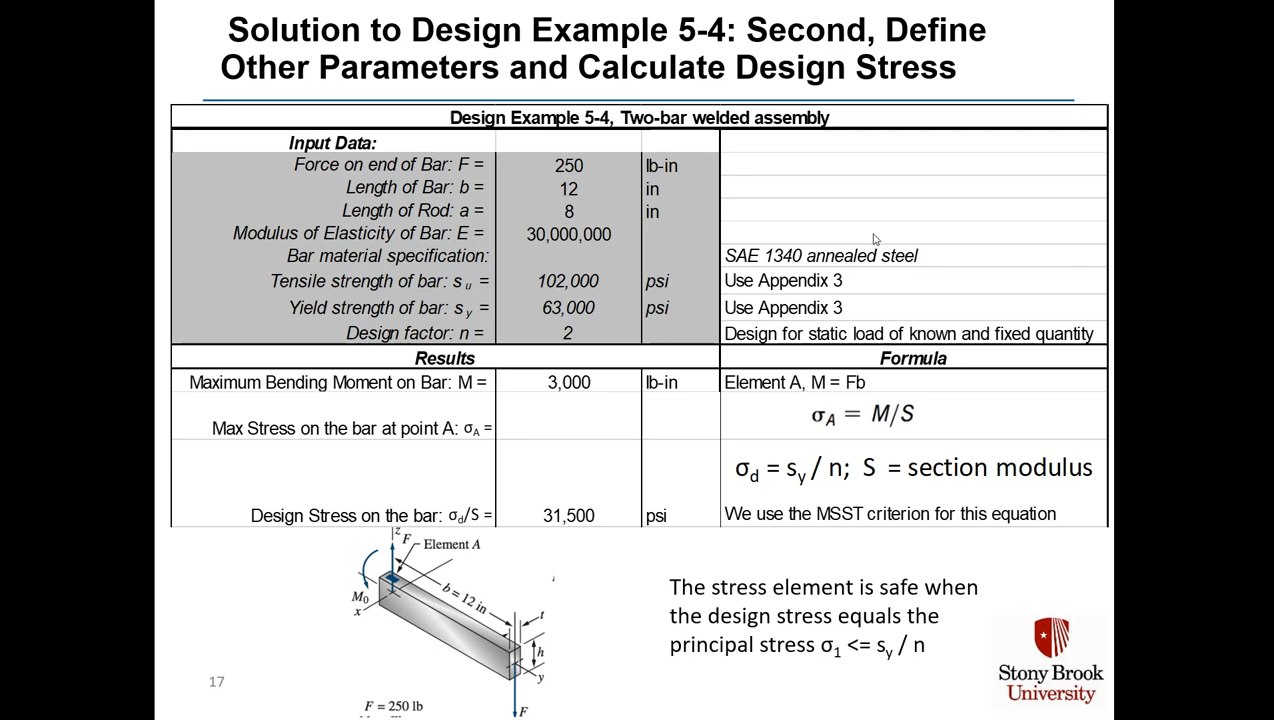 Solution to Design Example 5-4: Second, Define
Other Parameters and Calculate Design Stress
Design Example 5-4, Two-bar welded assembly
Input Data:
Force on end of Bar: F = 250 lb-in
Length of Bar: b = 12 in
Length of Rod: a = 8 in
Modulus of Elasticity of Bar: E = 30,000,000
Bar material specification: SAE 1340 annealed steel
Tensile strength of bar: s u = 102,000 psi Use Appendix 3
Yield strength of bar: s y = 63,000 psi Use Appendix 3
Design factor: n = 2 Design for static load of known and fixed quantity
Results Formula
Maximum Bending Moment on Bar: M = 3,000 lb-in Element A, M = Fb
Max Stress on the bar at point A: σA = σA = M/S
σd = sy / n; S = section modulus
Design Stress on the bar: σd/S = 31,500 psi We use the MSST criterion for this equation
z
F
Element A
b = 12 in
M0
x
t
h
y
F
F = 250 lb
The stress element is safe when
the design stress equals the
principal stress σ1 <= sy / n
Stony Brook
University
17